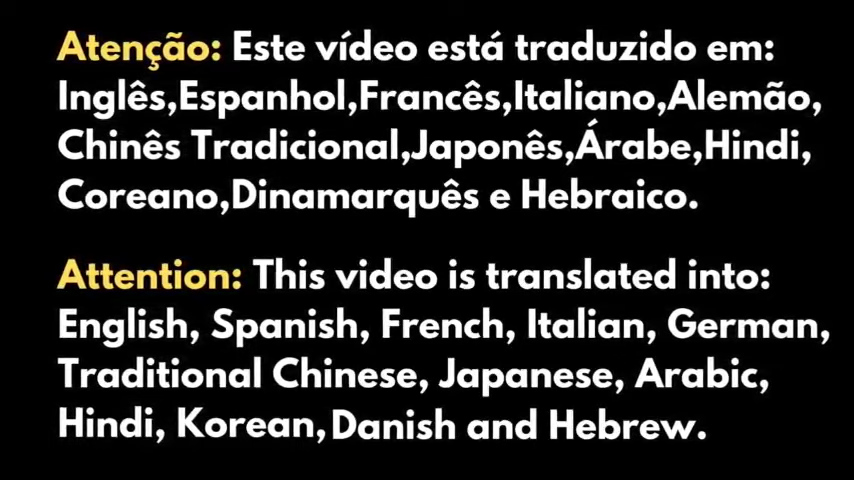 Atenção: Este vídeo está traduzido em:
Inglês,Espanhol,Francês,Italiano,Alemão,
Chinês Tradicional,Japonês,Árabe,Hindi,
Coreano,Dinamarquês e Hebraico.
Attention: This video is translated into:
English, Spanish, French, Italian, German,
Traditional Chinese, Japanese, Arabic,
Hindi, Korean,Danish and Hebrew.